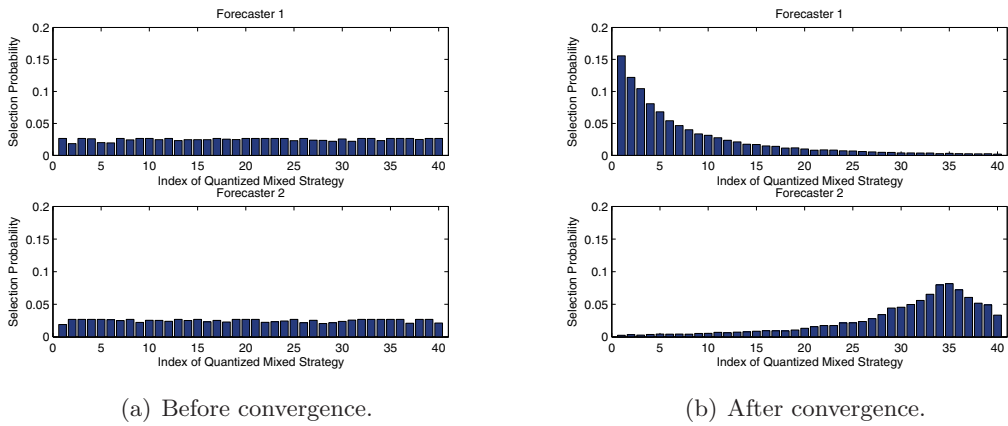 Forecaster 1
0.2
0.15
0.1
0.05
0
Selection Probability
0 5 10 15 20 25 30 35 40
Index of Quantized Mixed Strategy
Forecaster 2
0.2
0.15
0.1
0.05
0
Selection Probability
0 5 10 15 20 25 30 35 40
Index of Quantized Mixed Strategy
(a) Before convergence.
Forecaster 1
0.2
0.15
0.1
0.05
0
Selection Probability
0 5 10 15 20 25 30 35 40
Index of Quantized Mixed Strategy
Forecaster 2
0.2
0.15
0.1
0.05
0
Selection Probability
0 5 10 15 20 25 30 35 40
Index of Quantized Mixed Strategy
(b) After convergence.